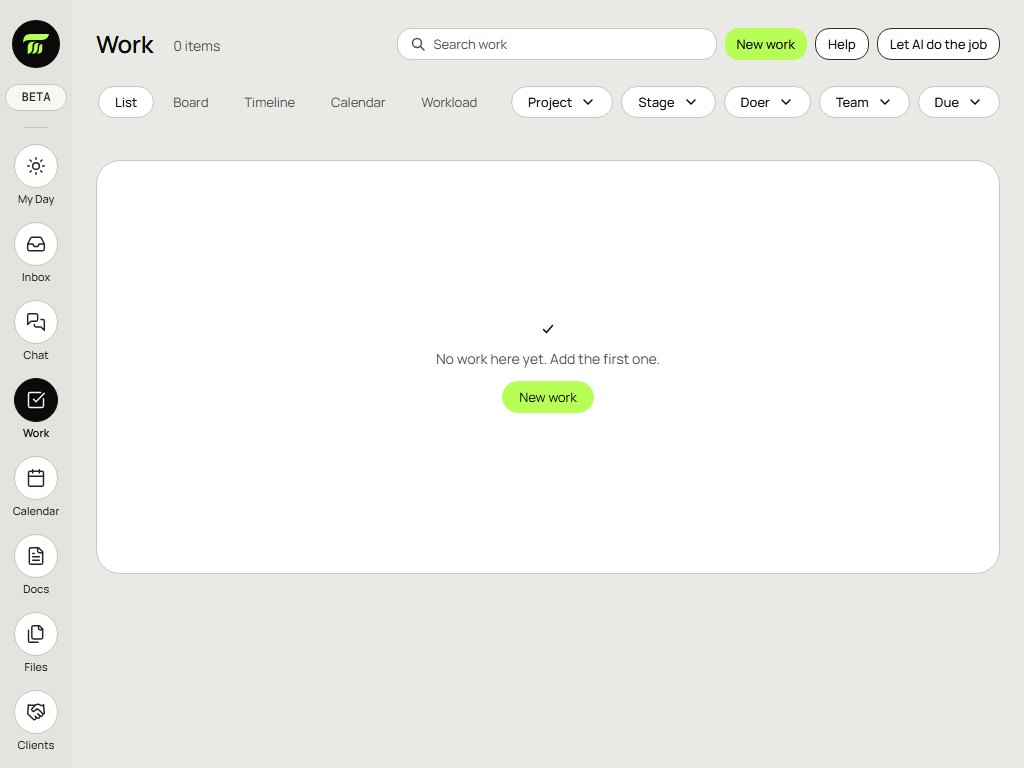 Work
0 items
Search work
New work
Help
Let AI do the job
BETA
List
Board
Timeline
Calendar
Workload
Project
Stage
Doer
Team
Due
My Day
Inbox
Chat
Work
Calendar
Docs
Files
Clients
No work here yet. Add the first one.
New work